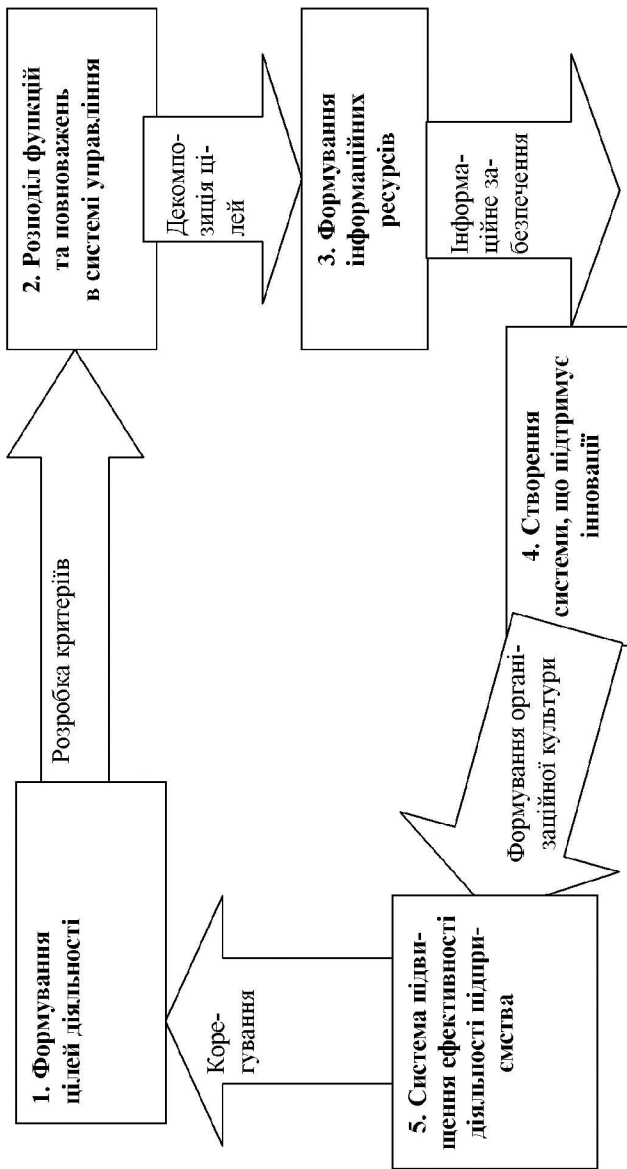 1. Формування
цілей діяльності
Розробка критеріїв
2. Розподіл функцій
та повноважень
в системі управління
Декомпо-
зиція ці-
лей
3. Формування
інформаційних
ресурсів
Інформа-
ційне за-
безпечення
4. Створення
системи, що підтримує
інновації
Формування органі-
заційної культури
5. Система підви-
щення ефективності
діяльності підпри-
ємства
Коре-
гування